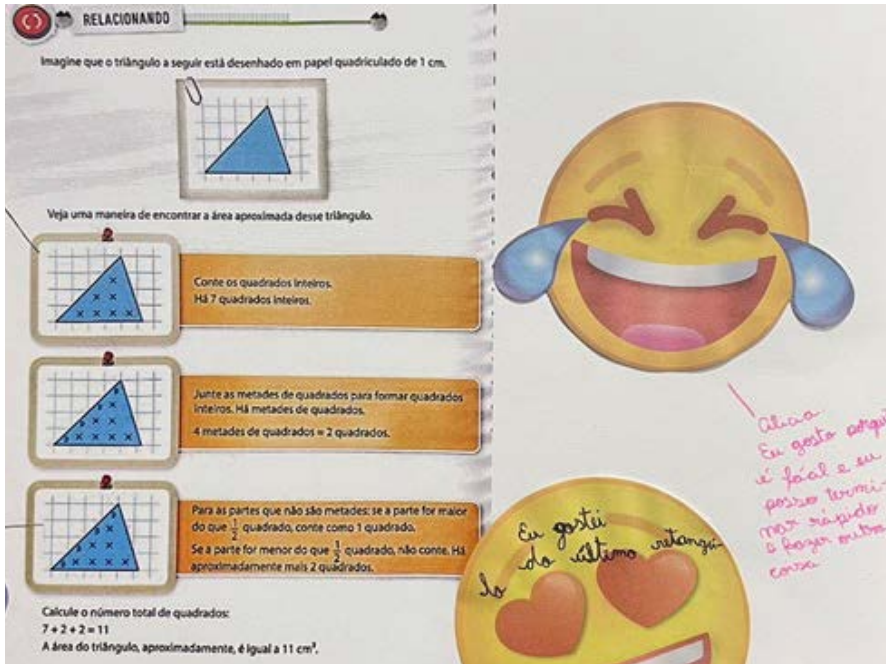 RELACIONANDO
Imagine que o triângulo a seguir está desenhado em papel quadriculado de 1 cm.
Veja uma maneira de encontrar a área aproximada desse triângulo.
Conte os quadrados inteiros.
Há 7 quadrados inteiros.
Junte as metades de quadrados para formar quadrados
inteiros. Há metades de quadrados.
4 metades de quadrados = 2 quadrados.
Para as partes que não são metades: se a parte for maior
do que 1/2 quadrado, conte como 1 quadrado.
Se a parte for menor do que 1/2 quadrado, não conte. Há
aproximadamente mais 2 quadrados.
Calcule o número total de quadrados:
7 + 2 + 2 = 11
A área do triângulo, aproximadamente, é igual a 11 cm².
Alicia
Eu gosto porque
é fácil e eu
posso termi-
nar rápido
e fazer outra
coisa
Eu gostei
do último retângu-
lo